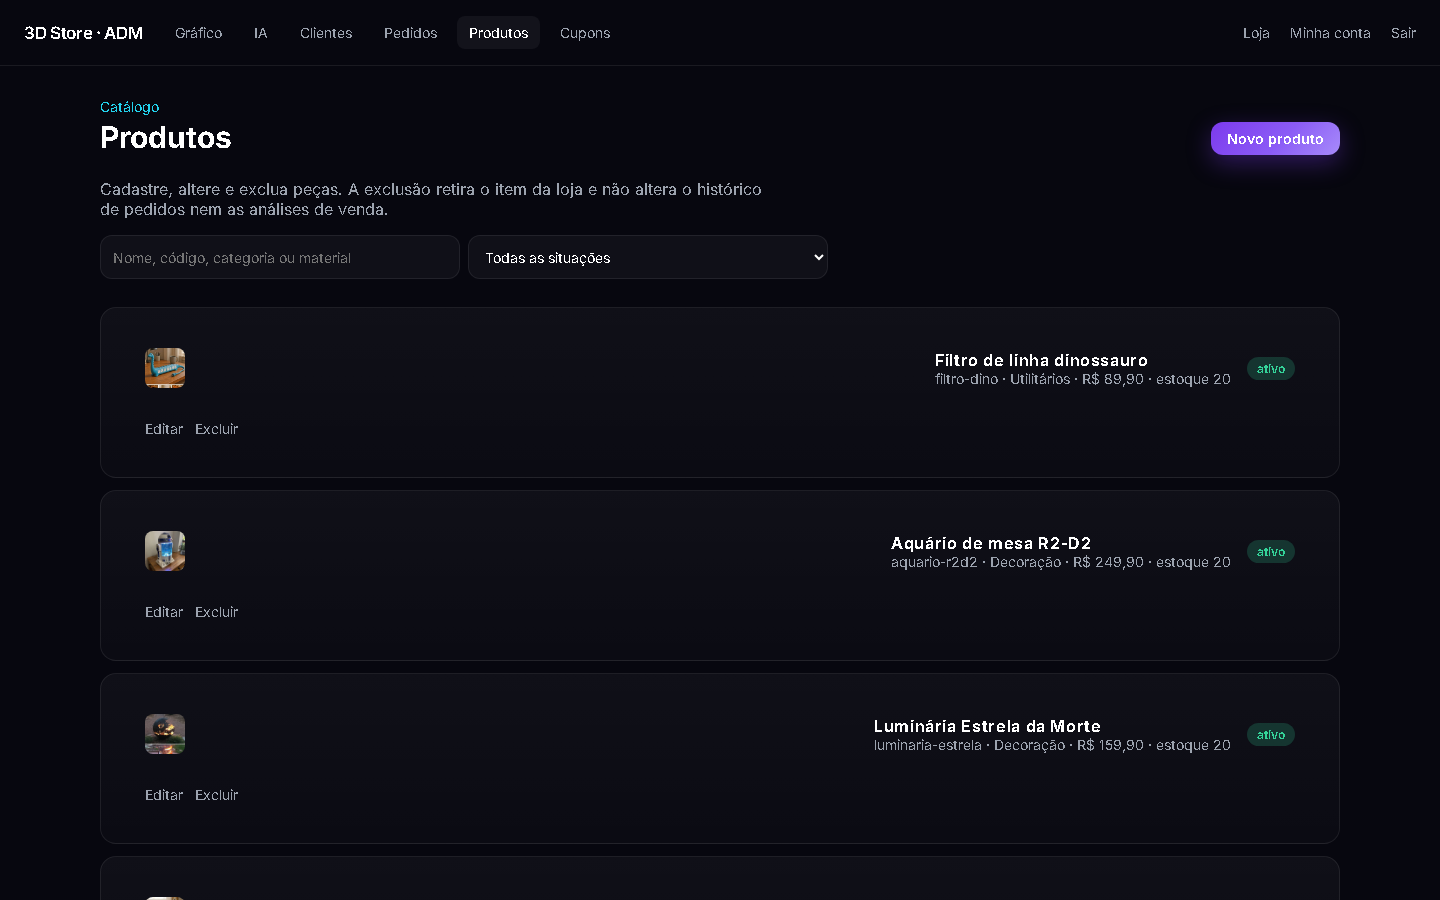 3D Store · ADM Gráfico IA Clientes Pedidos Produtos Cupons Loja Minha conta Sair
Catálogo
Produtos
Novo produto
Cadastre, altere e exclua peças. A exclusão retira o item da loja e não altera o histórico
de pedidos nem as análises de venda.
Nome, código, categoria ou material Todas as situações
Filtro de linha dinossauro
filtro-dino · Utilitários · R$ 89,90 · estoque 20
ativo
Editar Excluir
Aquário de mesa R2-D2
aquario-r2d2 · Decoração · R$ 249,90 · estoque 20
ativo
Editar Excluir
Luminária Estrela da Morte
luminaria-estrela · Decoração · R$ 159,90 · estoque 20
ativo
Editar Excluir